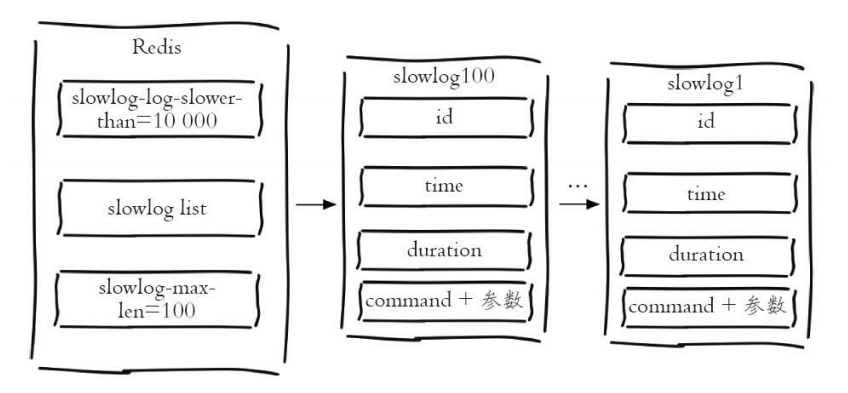 Redis
slowlog-log-slower-
than=10 000
slowlog list
slowlog-max-
len=100
slowlog100
id
time
duration
command + 参数
...
slowlog1
id
time
duration
command + 参数